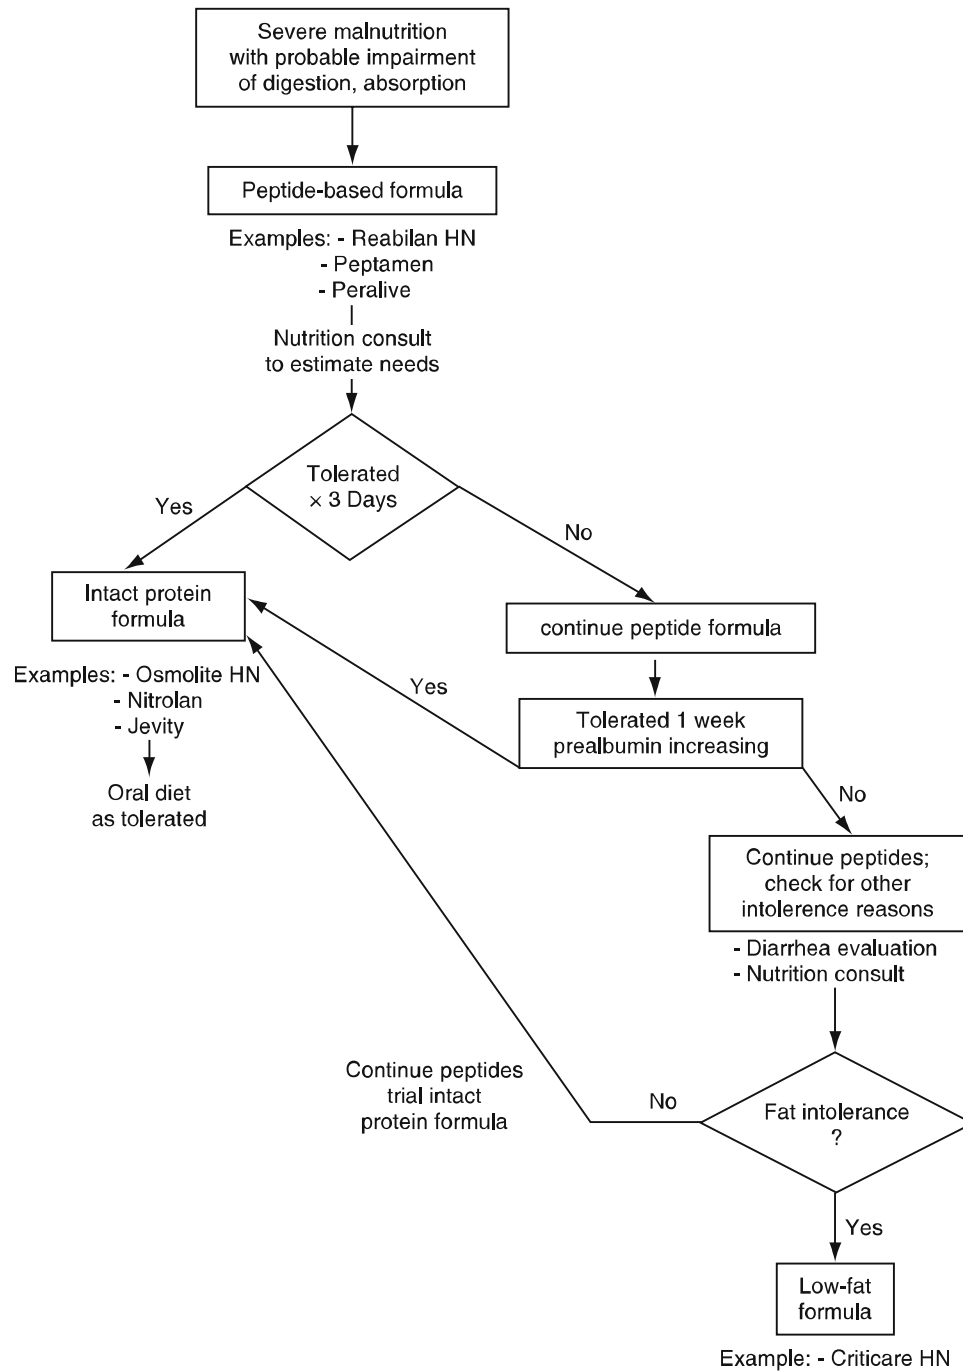 Severe malnutrition
with probable impairment
of digestion, absorption
Peptide-based formula
Examples: - Reabilan HN
- Peptamen
- Peralive
Nutrition consult
to estimate needs
Tolerated
× 3 Days
Yes
No
Intact protein
formula
Examples: - Osmolite HN
- Nitrolan
- Jevity
Oral diet
as tolerated
continue peptide formula
Yes
Tolerated 1 week
prealbumin increasing
No
Continue peptides;
check for other
intolerence reasons
- Diarrhea evaluation
- Nutrition consult
Continue peptides
trial intact
protein formula
No
Fat intolerance
?
Yes
Low-fat
formula
Example: - Criticare HN